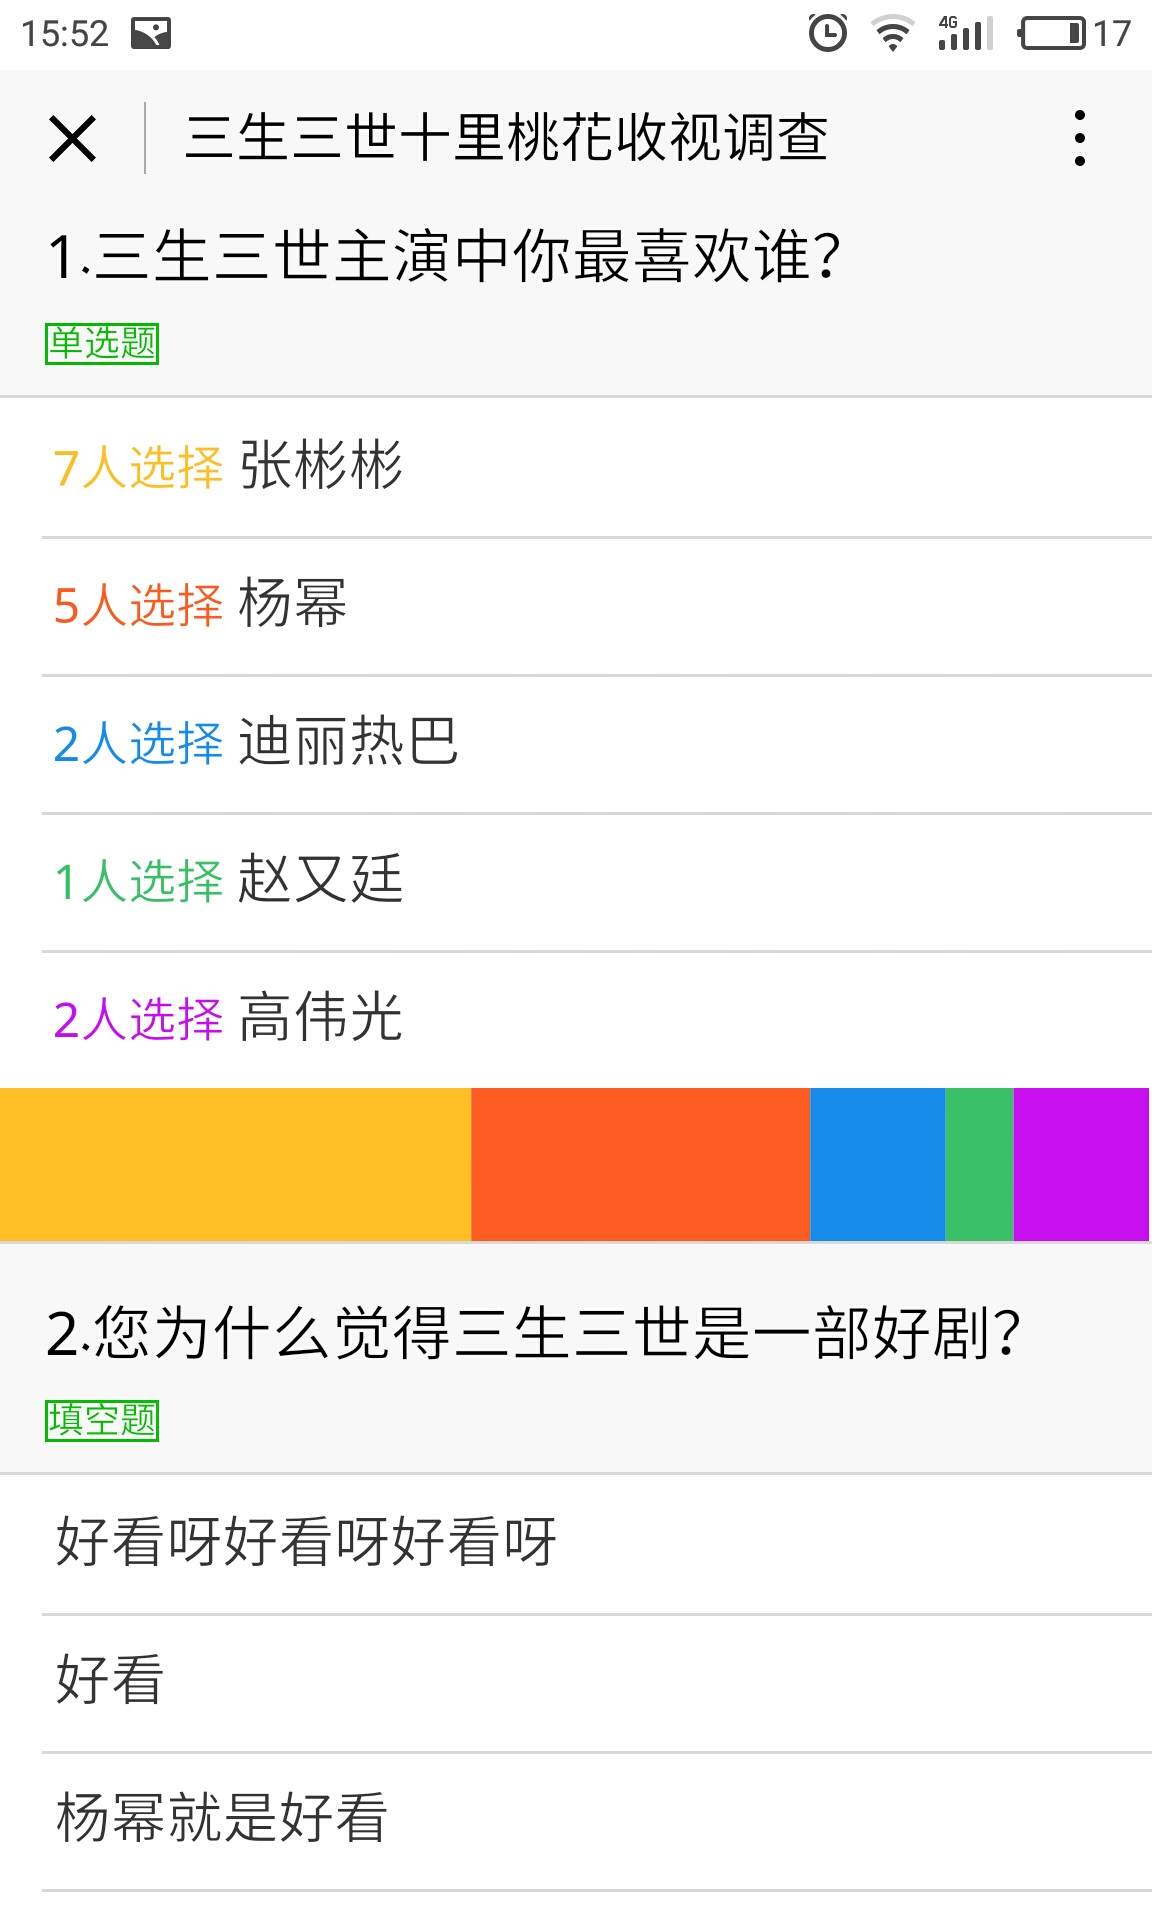 15:52
4G
17
三生三世十里桃花收视调查
1.三生三世主演中你最喜欢谁？
单选题
7人选择 张彬彬
5人选择 杨幂
2人选择 迪丽热巴
1人选择 赵又廷
2人选择 高伟光
2.您为什么觉得三生三世是一部好剧？
填空题
好看呀好看呀好看呀
好看
杨幂就是好看